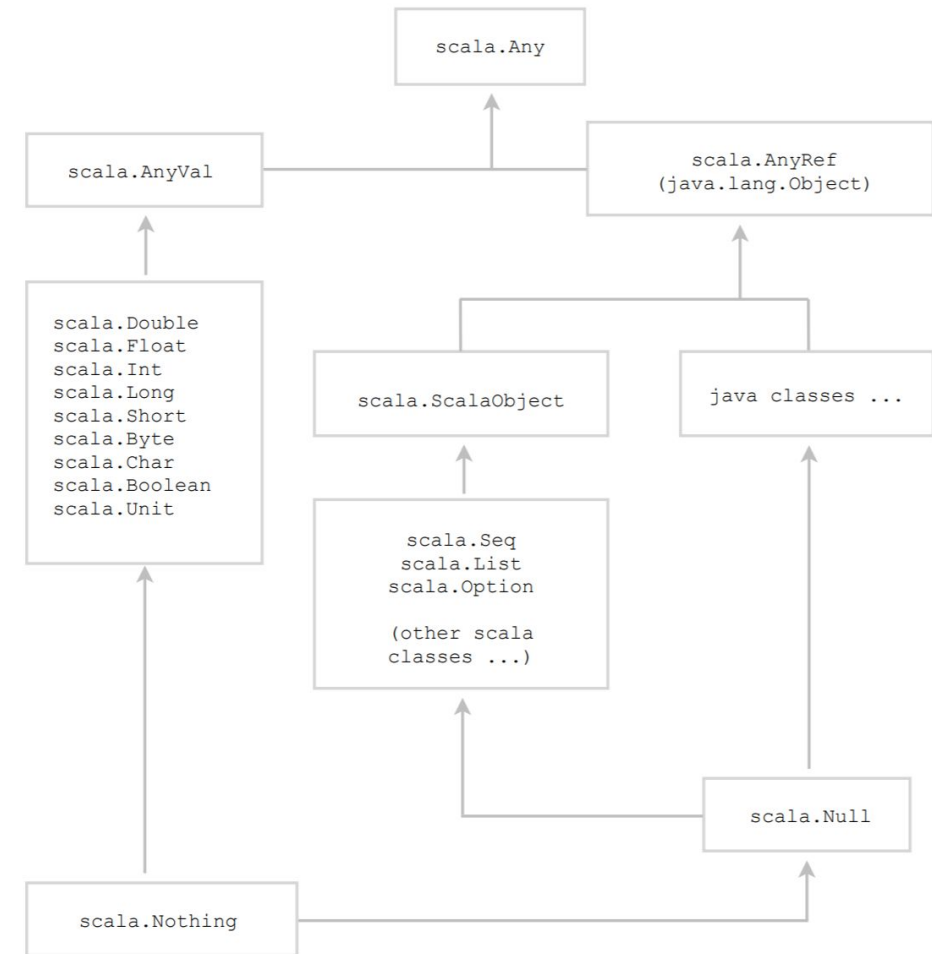 scala.Any
scala.AnyVal
scala.AnyRef
(java.lang.Object)
scala.Double
scala.Float
scala.Int
scala.Long
scala.Short
scala.Byte
scala.Char
scala.Boolean
scala.Unit
scala.ScalaObject
java classes ...
scala.Seq
scala.List
scala.Option
(other scala
classes ...)
scala.Null
scala.Nothing